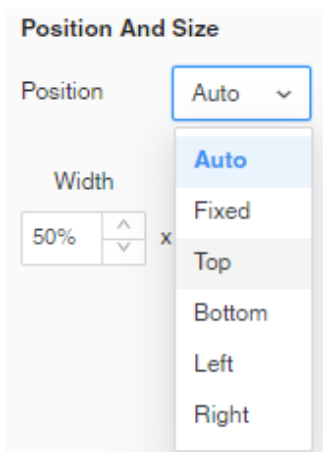 Position And Size
Position
Auto
Auto
Width
Fixed
50%
x
Top
Bottom
Left
Right